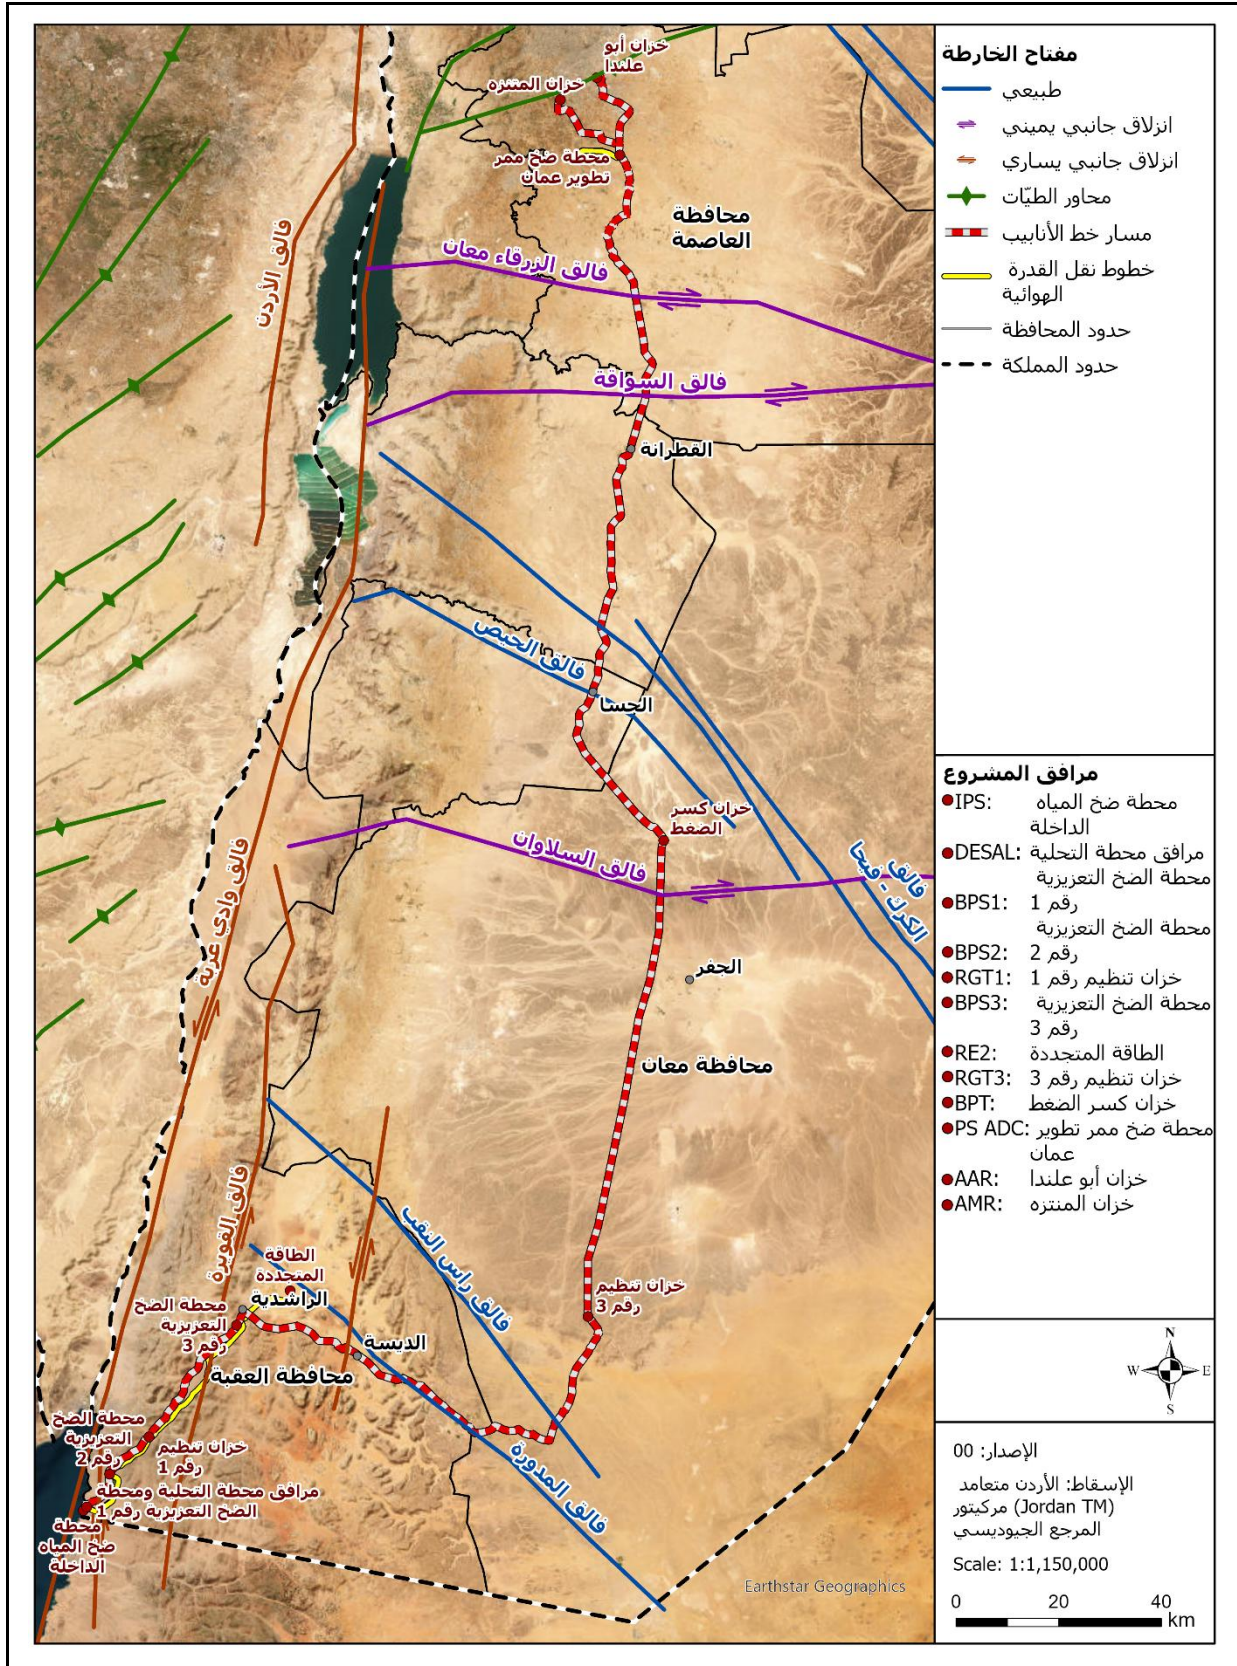 خزان أبو
علندا
خزان المتنزه
محطة ضخ ممر
تطوير عمان
محافظة
العاصمة
فالق الأردن
فالق الزرقاء معان
فالق السواقة
القطرانة
فالق الحيص
الحسا
خزان كسر
الضغط
فالق السلاوان
فالق
الكرك - فيحا
فالق وادي عربة
الجفر
محافظة معان
فالق القويرة
فالق راس النقب
الطاقة
المتجددة
الراشدية
محطة الضخ
التعزيزية
رقم 3
خزان تنظيم
رقم 3
الديسة
محافظة العقبة
محطة الضخ
التعزيزية
رقم 2
خزان تنظيم
رقم 1
فالق المدورة
مرافق محطة التحلية ومحطة
الضخ التعزيزية رقم 1
محطة
ضخ المياه
الداخلة
Earthstar Geographics
مفتاح الخارطة
طبيعي
انزلاق جانبي يميني
انزلاق جانبي يساري
محاور الطيّات
مسار خط الأنابيب
خطوط نقل القدرة
الهوائية
حدود المحافظة
حدود المملكة
مرافق المشروع
IPS: محطة ضخ المياه
الداخلة
DESAL: مرافق محطة التحلية
محطة الضخ التعزيزية
BPS1: رقم 1
محطة الضخ التعزيزية
BPS2: رقم 2
RGT1: خزان تنظيم رقم 1
BPS3: محطة الضخ التعزيزية
رقم 3
RE2: الطاقة المتجددة
RGT3: خزان تنظيم رقم 3
BPT: خزان كسر الضغط
PS ADC: محطة ضخ ممر تطوير
عمان
AAR: خزان أبو علندا
AMR: خزان المنتزه
N
W E
S
الإصدار: 00
الإسقاط: الأردن متعامد
مركيتور (Jordan TM)
المرجع الجيوديسي
Scale: 1:1,150,000
0 20 40
km